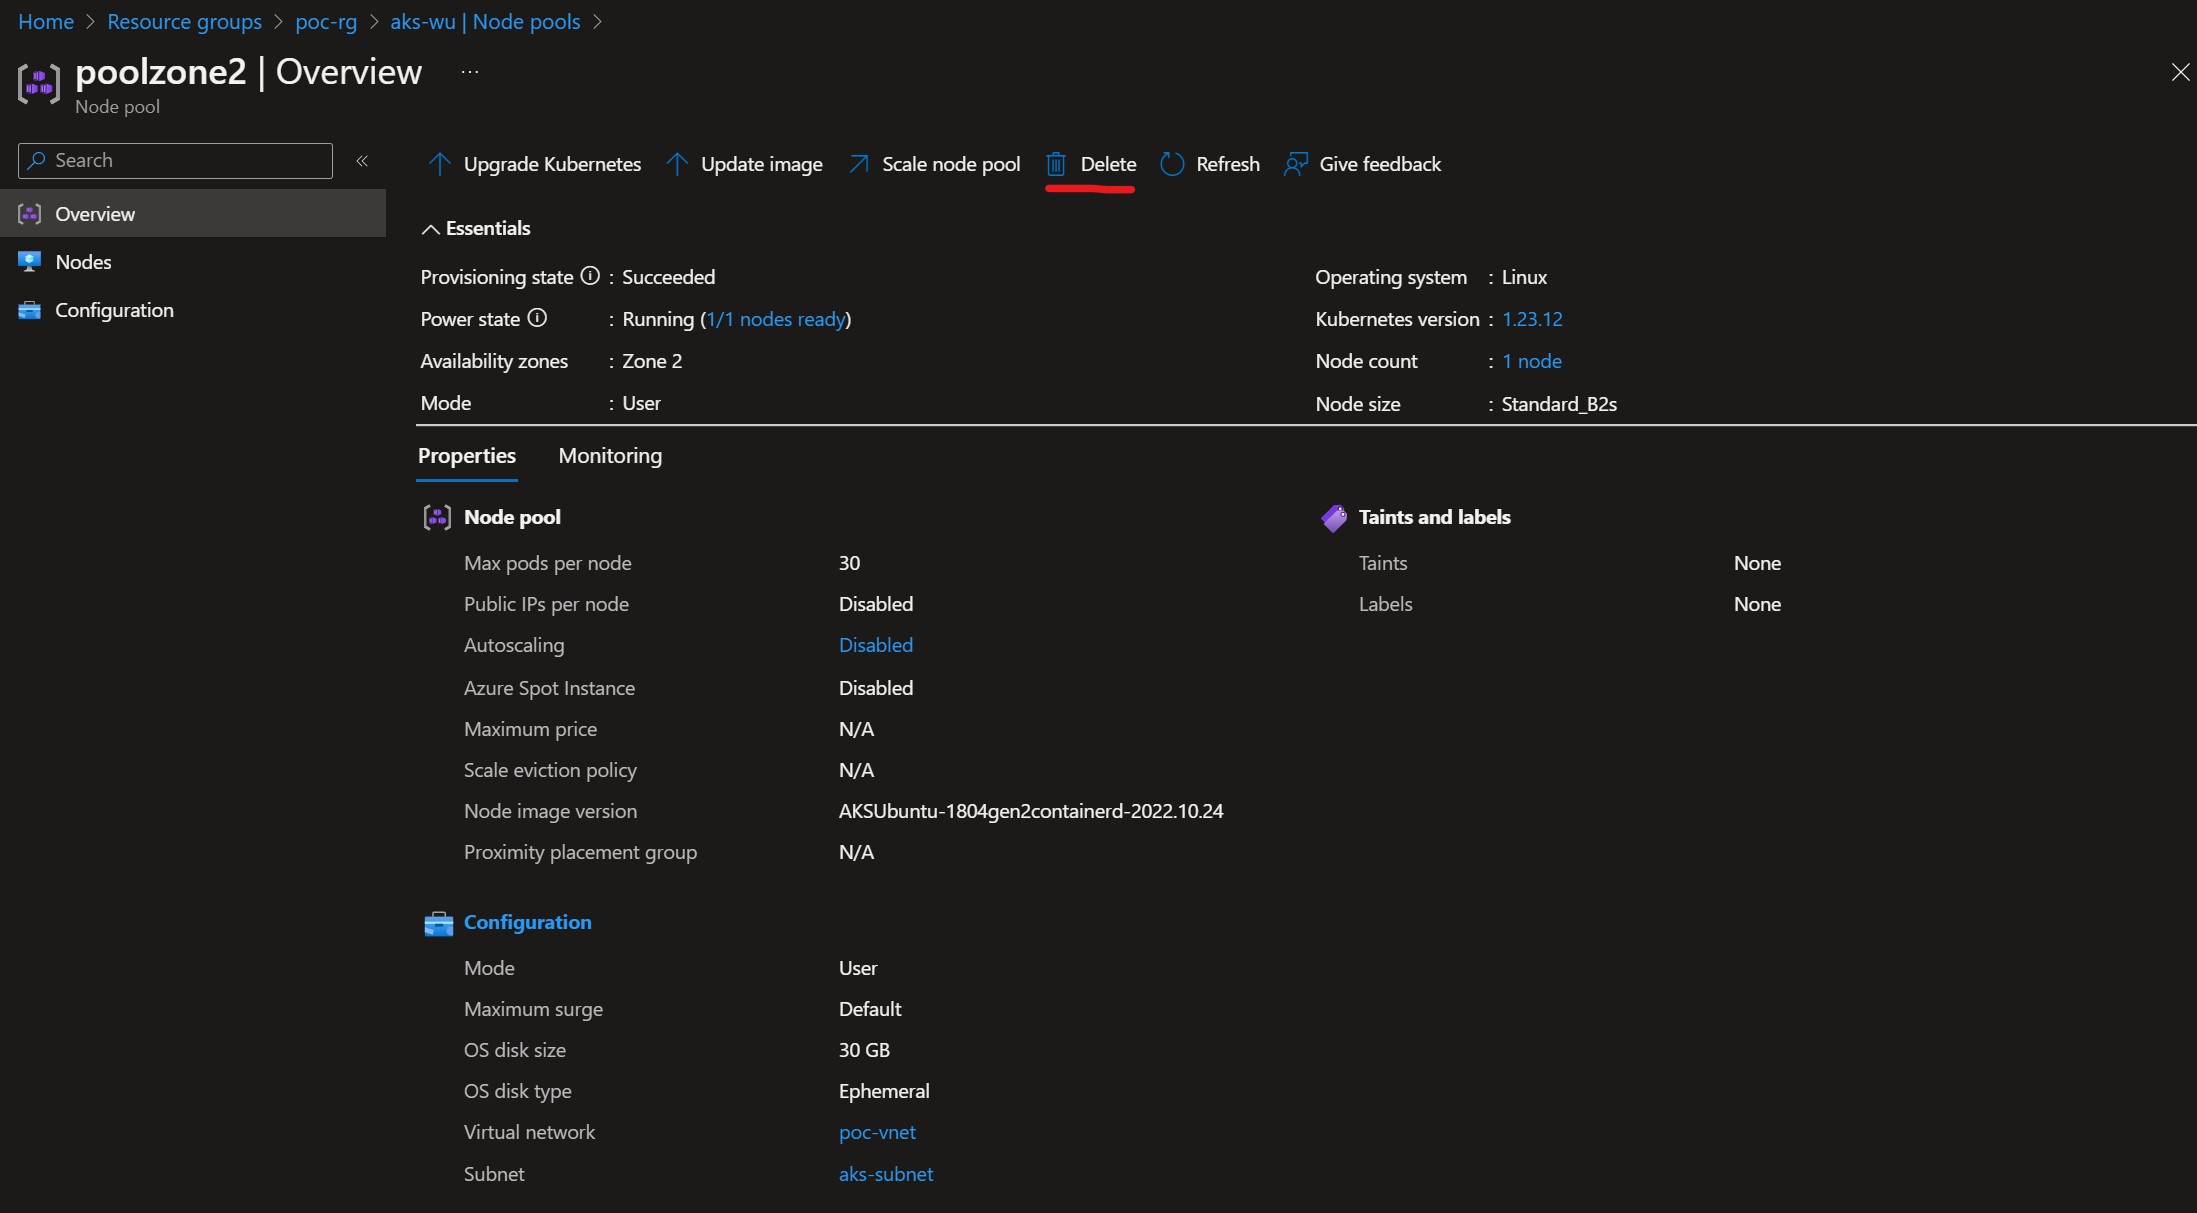 Home > Resource groups > poc-rg > aks-wu | Node pools >
poolzone2 | Overview ...
Node pool
Search
«
Upgrade Kubernetes
Update image
Scale node pool
Delete
Refresh
Give feedback
Overview
Nodes
Configuration
Essentials
Provisioning state : Succeeded
Power state : Running (1/1 nodes ready)
Availability zones : Zone 2
Mode : User
Operating system : Linux
Kubernetes version : 1.23.12
Node count : 1 node
Node size : Standard_B2s
Properties
Monitoring
Node pool
Max pods per node 30
Public IPs per node Disabled
Autoscaling Disabled
Azure Spot Instance Disabled
Maximum price N/A
Scale eviction policy N/A
Node image version AKSUbuntu-1804gen2containerd-2022.10.24
Proximity placement group N/A
Taints and labels
Taints None
Labels None
Configuration
Mode User
Maximum surge Default
OS disk size 30 GB
OS disk type Ephemeral
Virtual network poc-vnet
Subnet aks-subnet